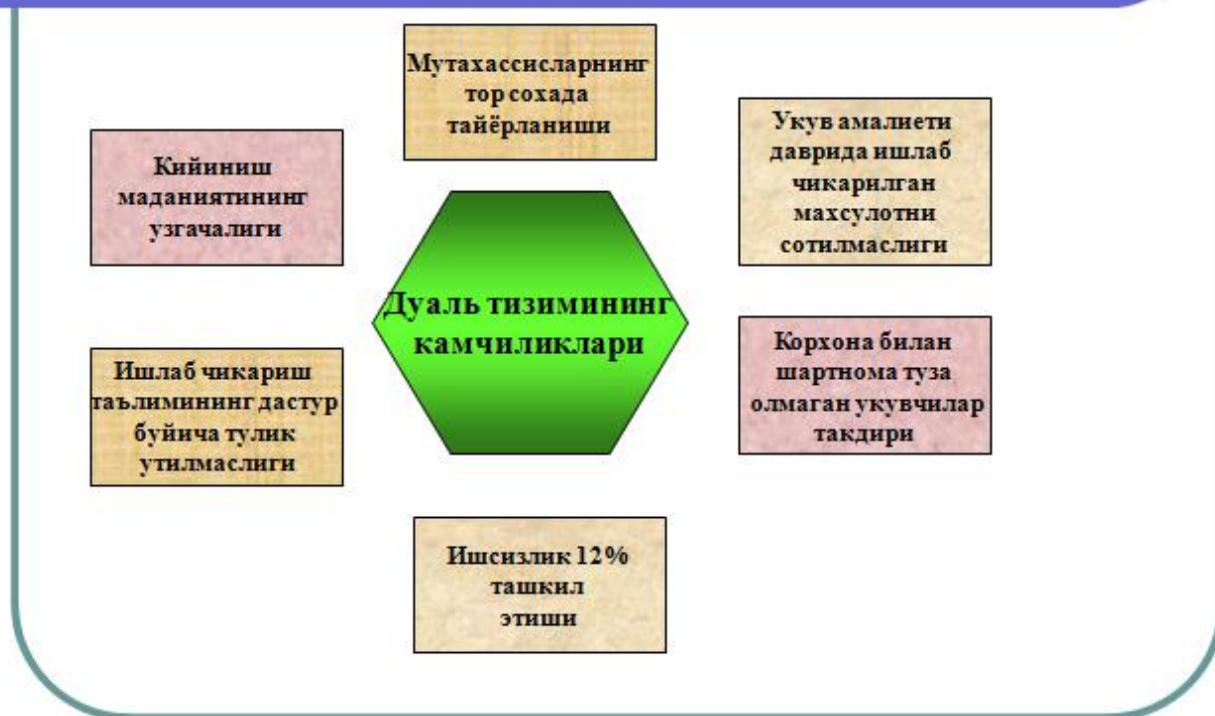 Мутахассисларнинг
тор сохада
тайёрланиши
Кийиниш
маданиятининг
узгачалиги
Укув амалиети
даврида ишлаб
чикарилган
махсулотни
сотилмаслиги
Дуаль тизимининг
камчиликлари
Ишлаб чикариш
таълимининг дастур
буйича тулик
утилмаслиги
Корхона билан
шартнома туза
олмаган укувчилар
такдири
Ишсизлик 12%
ташкил
этиши